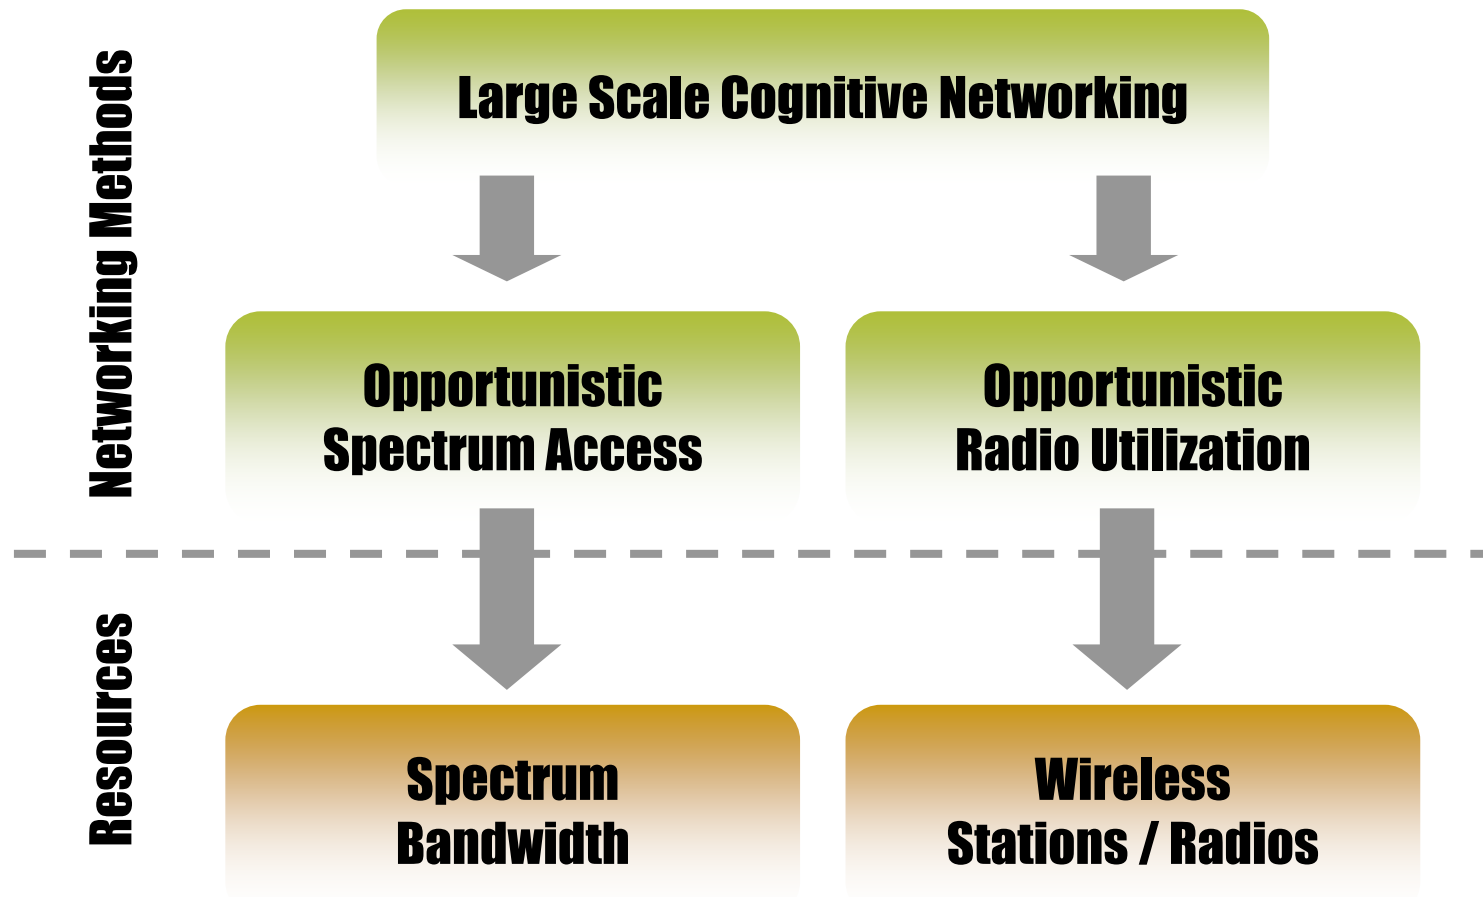 Networking Methods
Large Scale Cognitive Networking
Opportunistic
Spectrum Access
Opportunistic
Radio Utilization
Resources
Spectrum
Bandwidth
Wireless
Stations / Radios